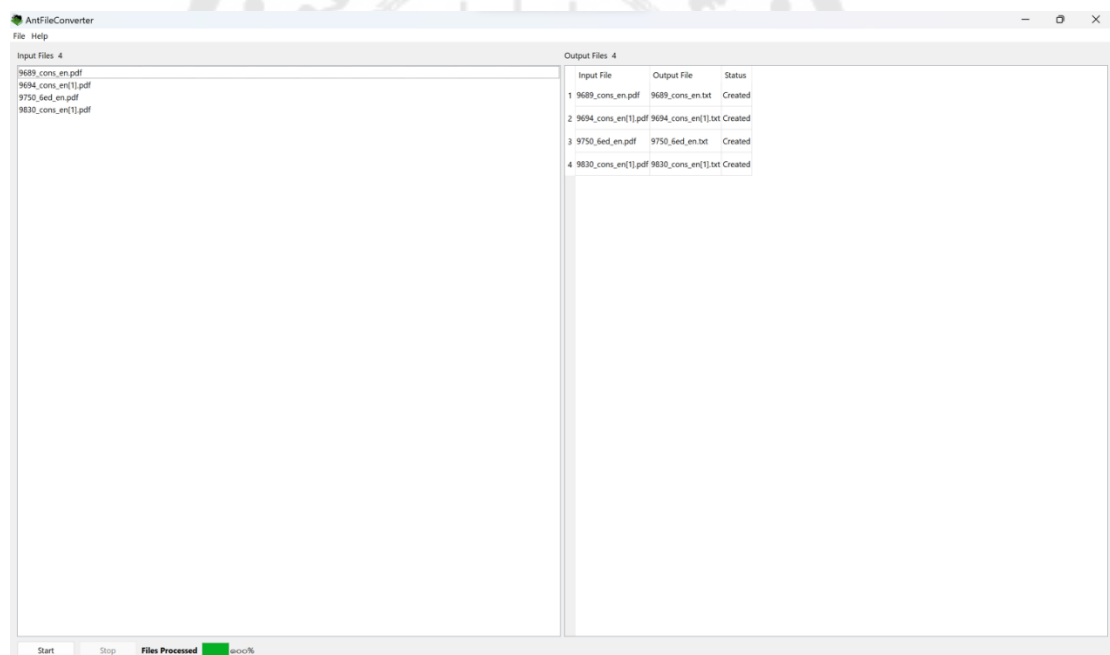 AntFileConverter
File Help
Input Files 4
9689_cons_en.pdf
9694_cons_en[1].pdf
9750_6ed_en.pdf
9830_cons_en[1].pdf
Output Files 4
Input File Output File Status
1 9689_cons_en.pdf 9689_cons_en.txt Created
2 9694_cons_en[1].pdf 9694_cons_en[1].txt Created
3 9750_6ed_en.pdf 9750_6ed_en.txt Created
4 9830_cons_en[1].pdf 9830_cons_en[1].txt Created
Start Stop Files Processed